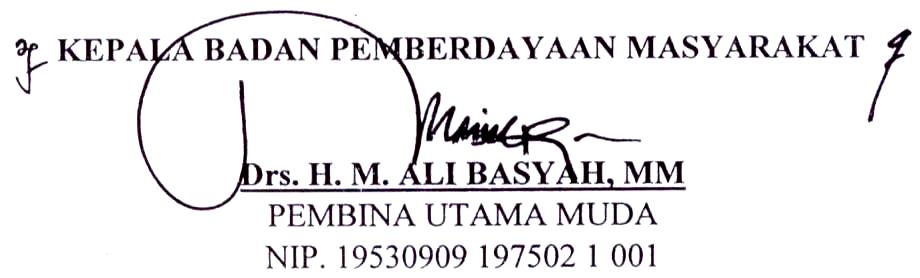 KEPALA BADAN PEMBERDAYAAN MASYARAKAT
Drs. H. M. ALI BASYAH, MM
PEMBINA UTAMA MUDA
NIP. 19530909 197502 1 001